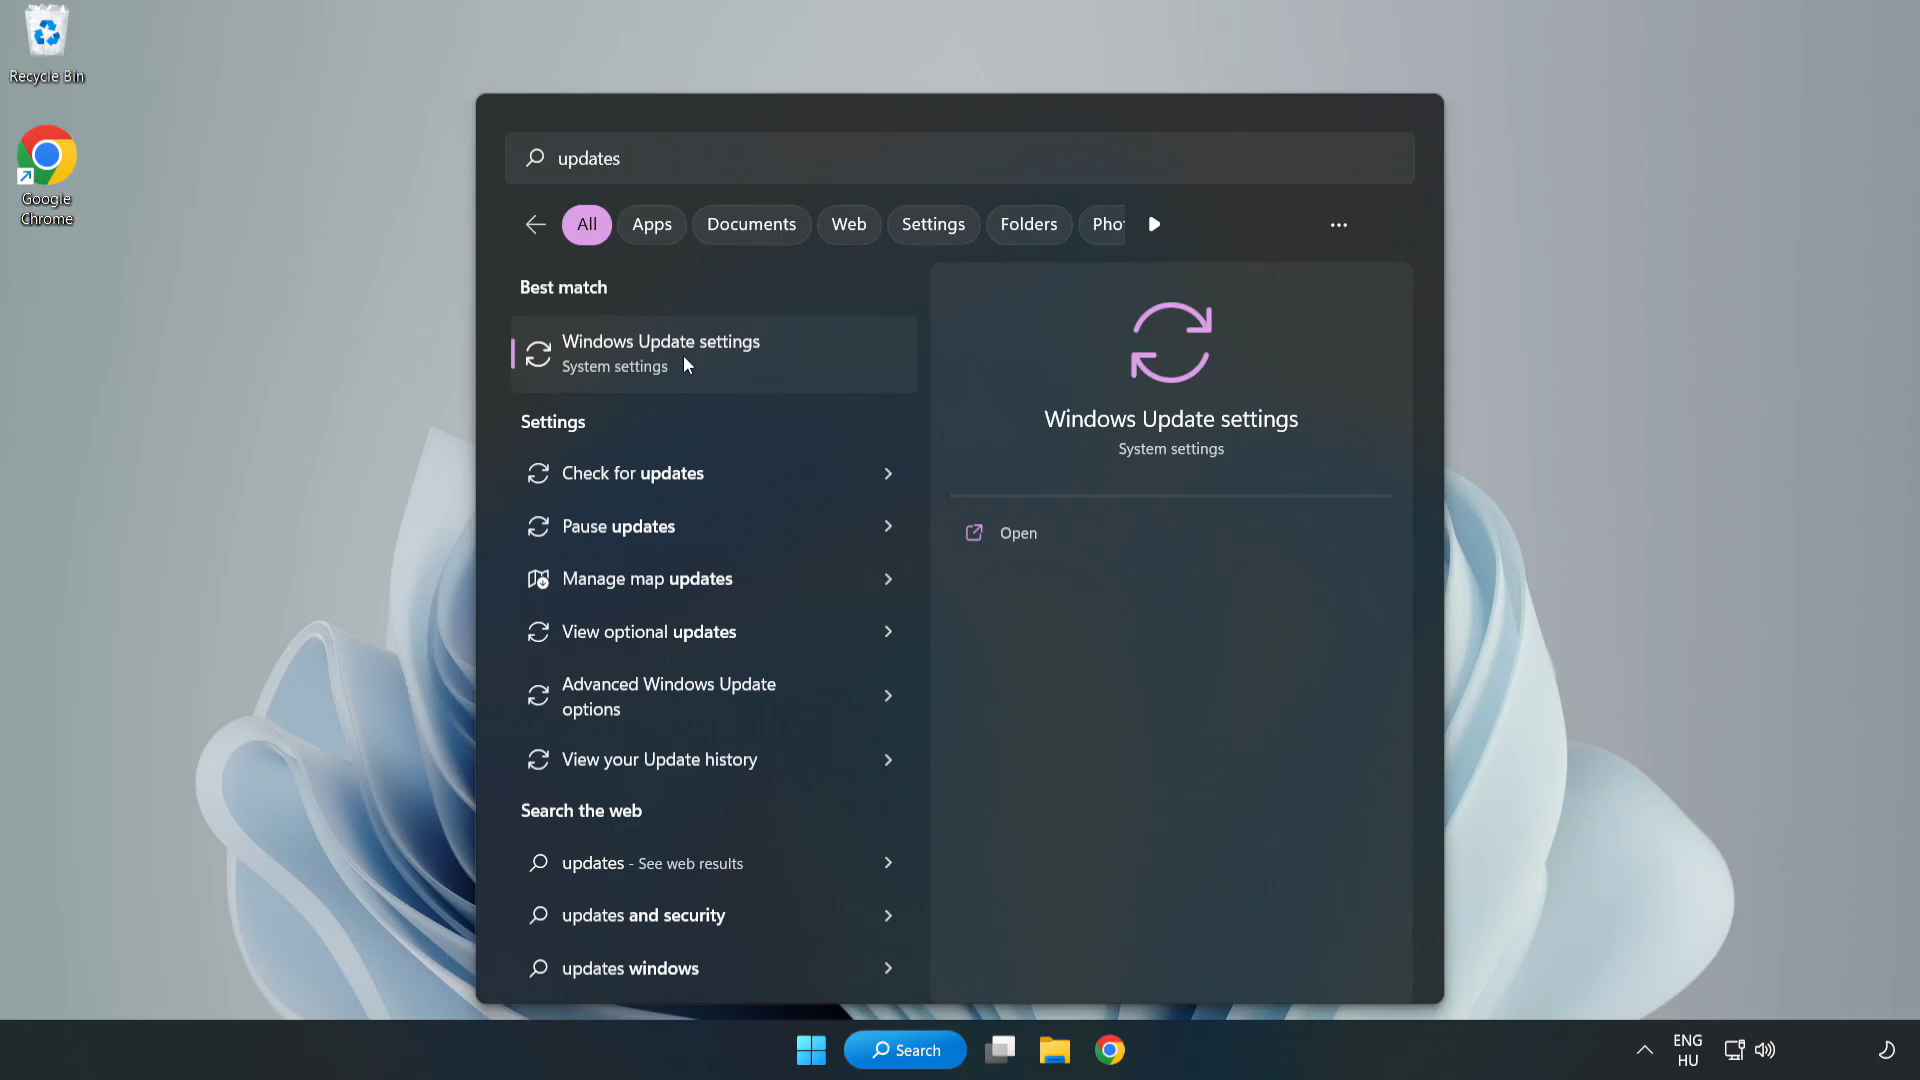 Recycle Bin
Google
Chrome
updates
All
Apps
Documents
Web
Settings
Folders
Pho
Best match
Windows Update settings
System settings
Settings
Check for updates
Pause updates
Manage map updates
View optional updates
Advanced Windows Update
options
View your Update history
Search the web
updates - See web results
updates and security
updates windows
Windows Update settings
System settings
Open
Search
ENG
HU